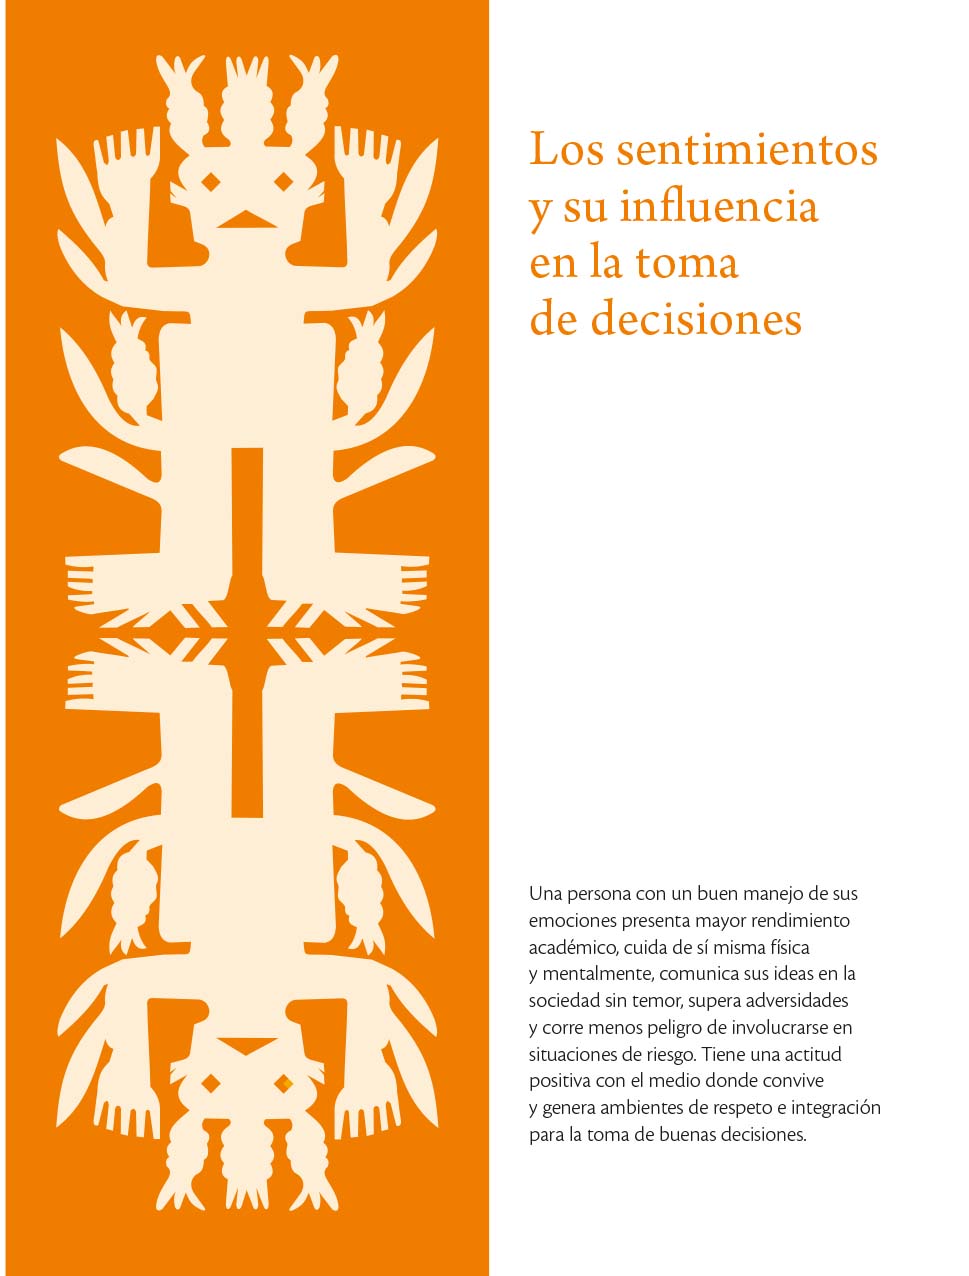 Los sentimientos
y su influencia
en la toma
de decisiones
Una persona con un buen manejo de sus
emociones presenta mayor rendimiento
académico, cuida de sí misma física
y mentalmente, comunica sus ideas en la
sociedad sin temor, supera adversidades
y corre menos peligro de involucrarse en
situaciones de riesgo. Tiene una actitud
positiva con el medio donde convive
y genera ambientes de respeto e integración
para la toma de buenas decisiones.